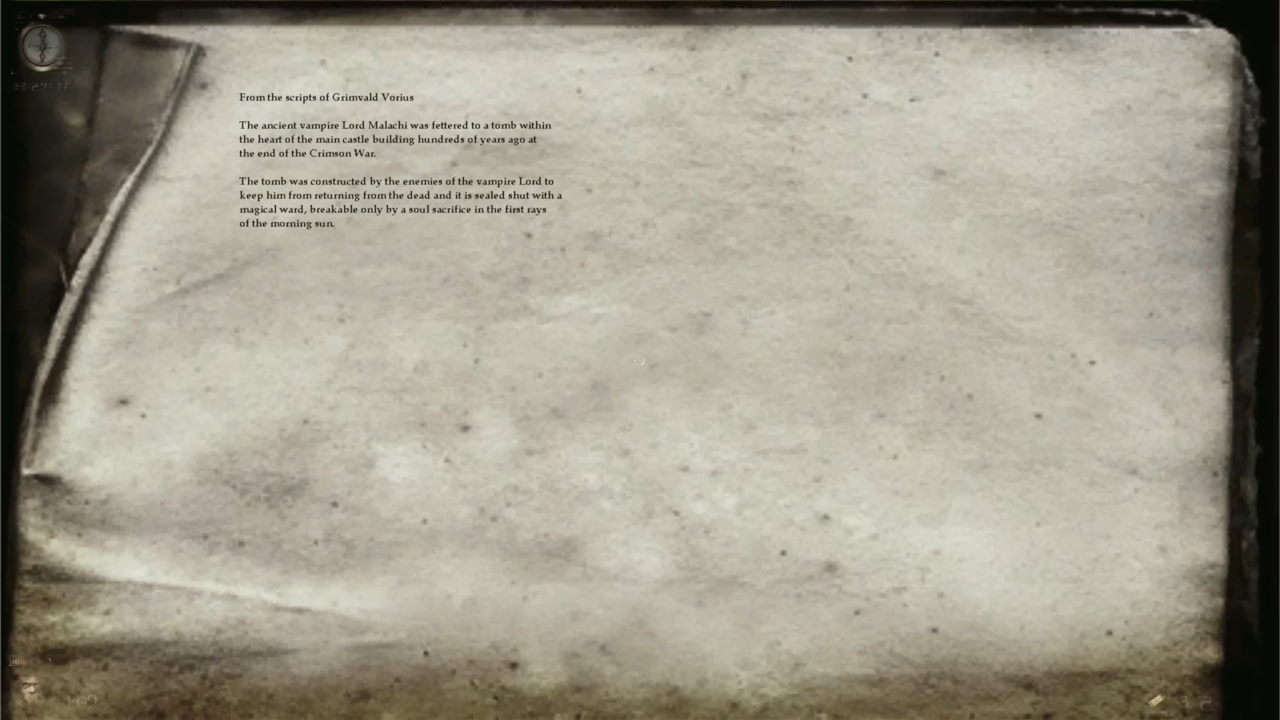 From the scripts of Grimvald Vorius
The ancient vampire Lord Malachi was fettered to a tomb within
the heart of the main castle building hundreds of years ago at
the end of the Crimson War.
The tomb was constructed by the enemies of the vampire Lord to
keep him from returning from the dead and it is sealed shut with a
magical ward, breakable only by a soul sacrifice in the first rays
of the morning sun.